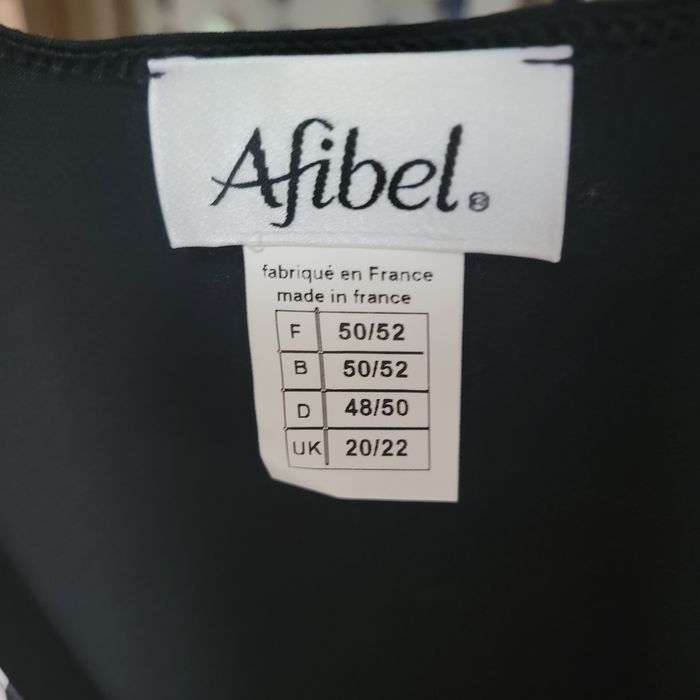 Afibel®
fabriqué en France
made in france
F 50/52
B 50/52
D 48/50
UK 20/22